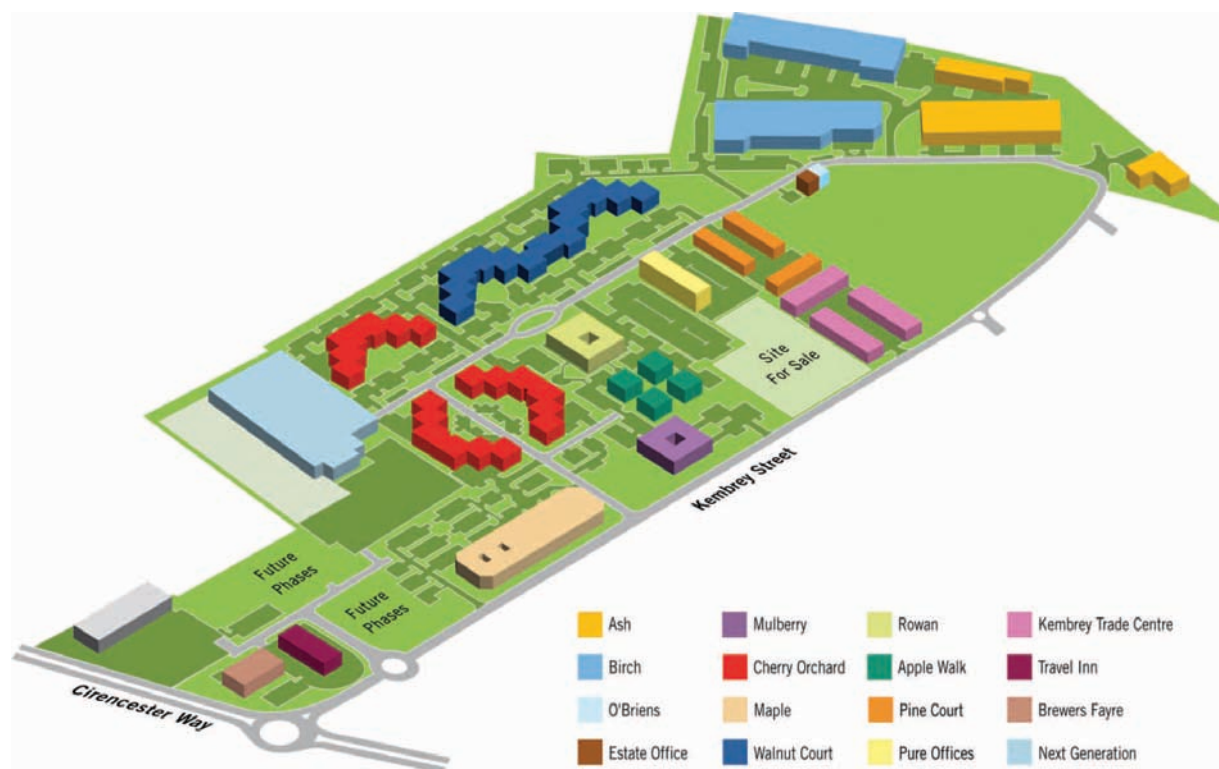 Site
For Sale
Kembrey Street
Future
Phases
Future
Phases
Cirencester Way
Ash
Mulberry
Rowan
Kembrey Trade Centre
Birch
Cherry Orchard
Apple Walk
Travel Inn
O'Briens
Maple
Pine Court
Brewers Fayre
Estate Office
Walnut Court
Pure Offices
Next Generation